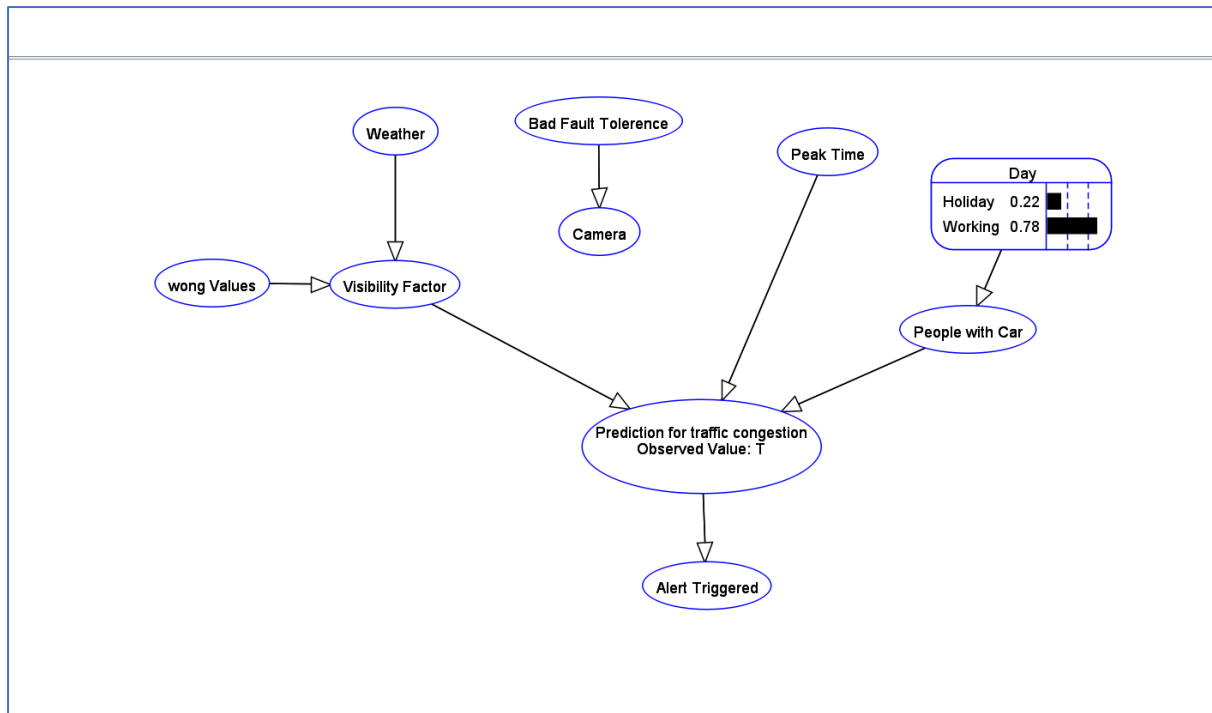 Weather
Bad Fault Tolerence
Peak Time
Day
Holiday 0.22
Working 0.78
Camera
wong Values
Visibility Factor
People with Car
Prediction for traffic congestion
Observed Value: T
Alert Triggered